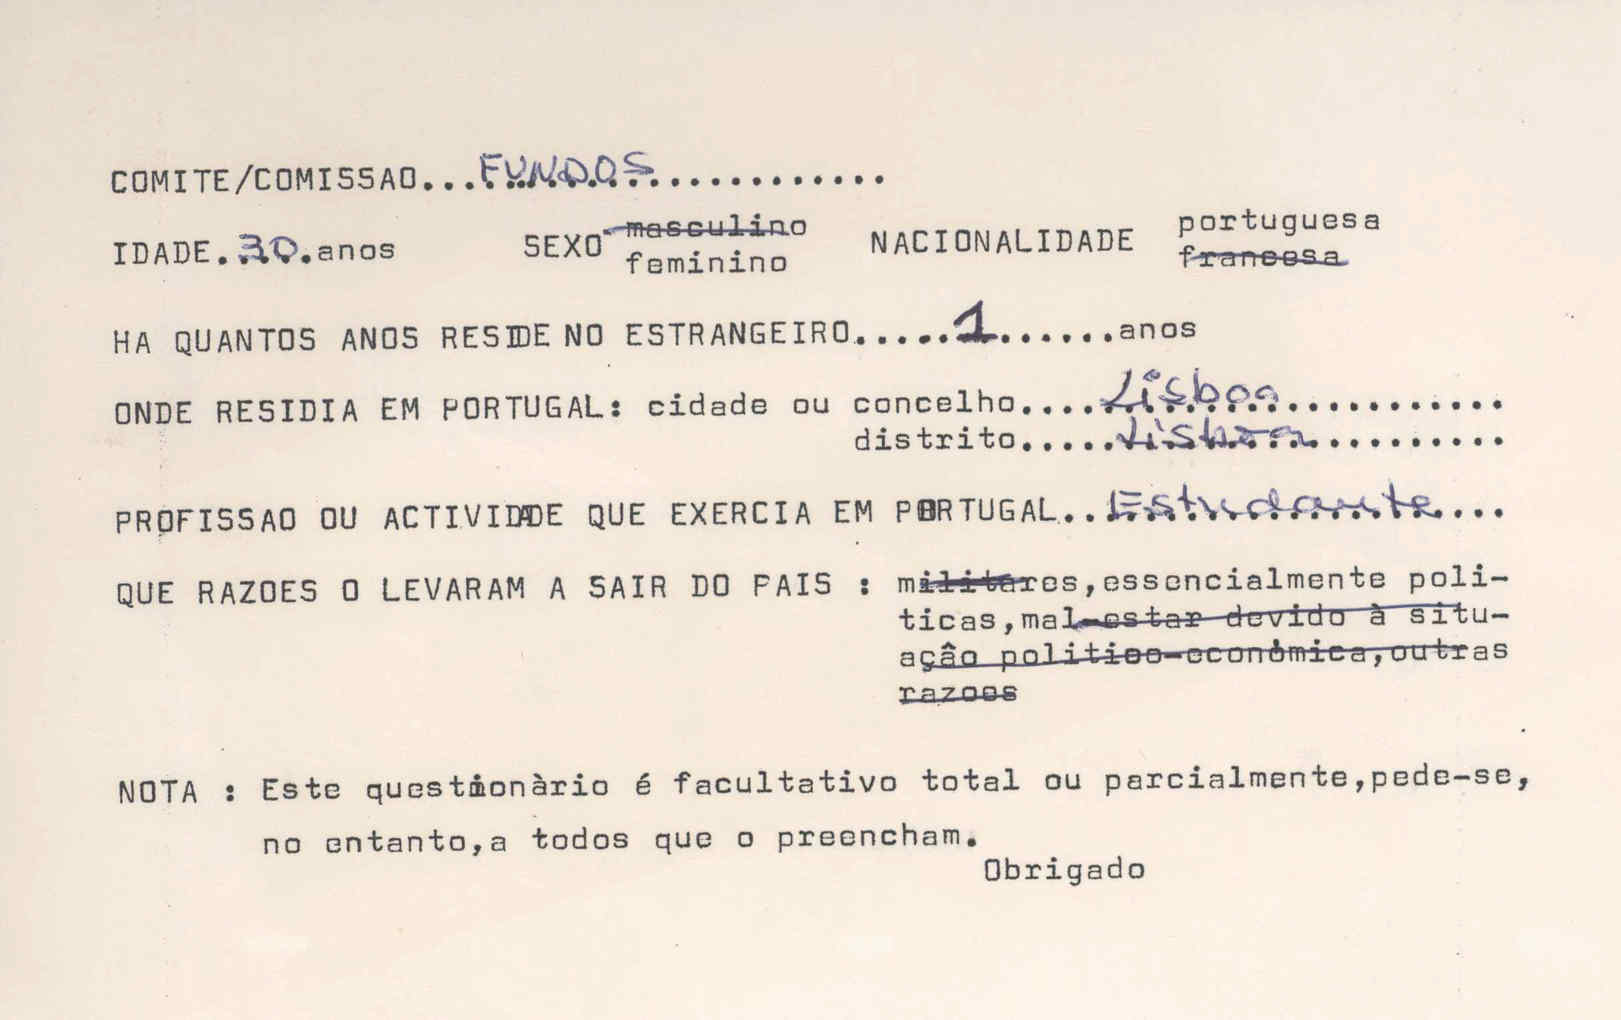 COMITE/COMISSAO...FUNDOS............
IDADE.30.anos SEXO masculino feminino NACIONALIDADE portuguesa francesa
HA QUANTOS ANOS RESIDE NO ESTRANGEIRO.....1......anos
ONDE RESIDIA EM PORTUGAL: cidade ou concelho....Lisboa...........
distrito.....Lisboa..........
PROFISSAO OU ACTIVIDADE QUE EXERCIA EM PORTUGAL..Estudante....
QUE RAZOES O LEVARAM A SAIR DO PAIS : militares,essencialmente poli-
ticas,mal-estar devido à situ-
ação politico-econòmica,outras
razoes
NOTA : Este questionàrio é facultativo total ou parcialmente,pede-se,
no entanto,a todos que o preencham.
Obrigado